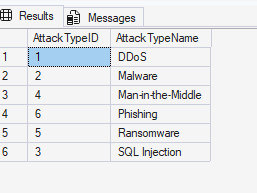 Results Messages
AttackTypeID AttackTypeName
1 1 DDoS
2 2 Malware
3 4 Man-in-the-Middle
4 6 Phishing
5 5 Ransomware
6 3 SQL Injection